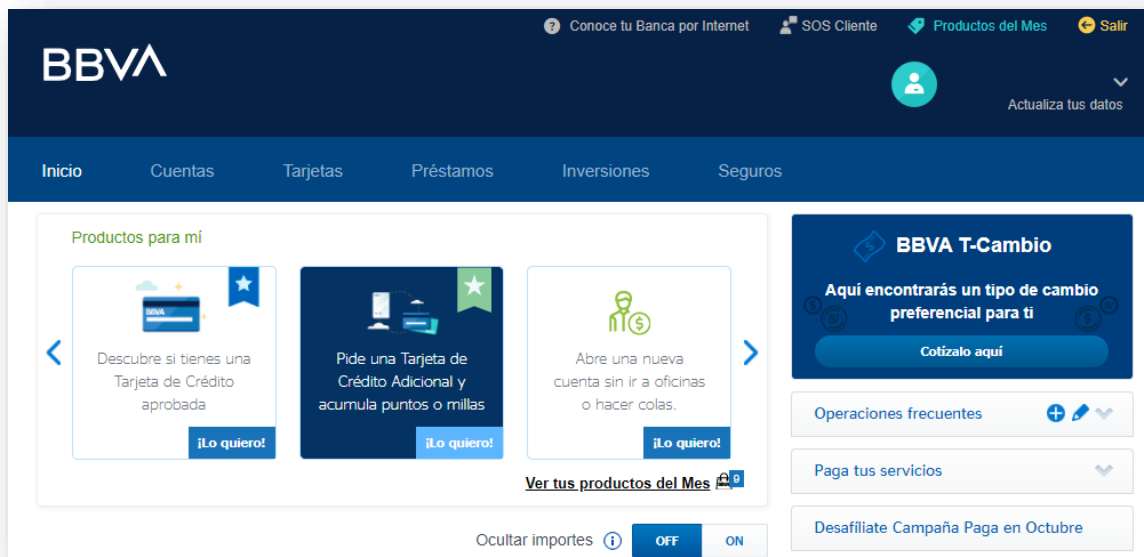 Conoce tu Banca por Internet
SOS Cliente
Productos del Mes
Salir
BBVA
Actualiza tus datos
Inicio
Cuentas
Tarjetas
Préstamos
Inversiones
Seguros
Productos para mí
BBVA
Descubre si tienes una
Tarjeta de Crédito
aprobada
¡Lo quiero!
Pide una Tarjeta de
Crédito Adicional y
acumula puntos o millas
¡Lo quiero!
Abre una nueva
cuenta sin ir a oficinas
o hacer colas.
¡Lo quiero!
Ver tus productos del Mes 9
Ocultar importes
OFF
ON
BBVA T-Cambio
Aquí encontrarás un tipo de cambio
preferencial para ti
Cotízalo aquí
Operaciones frecuentes
Paga tus servicios
Desafíliate Campaña Paga en Octubre